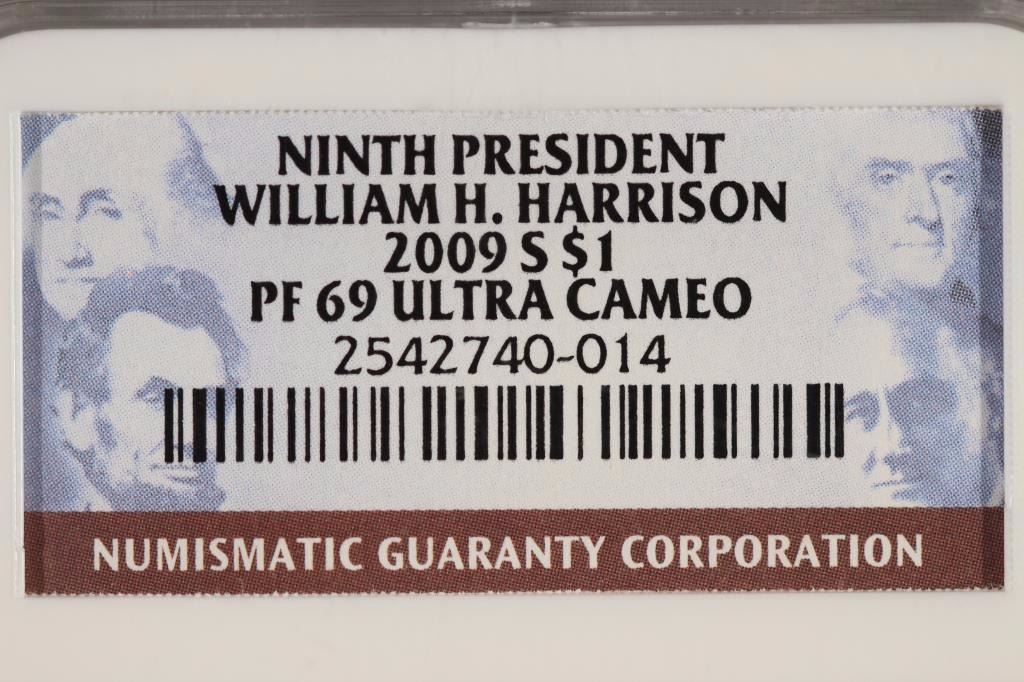 NINTH PRESIDENT
WILLIAM H. HARRISON
2009 S $1
PF 69 ULTRA CAMEO
2542740-014
NUMISMATIC GUARANTY CORPORATION